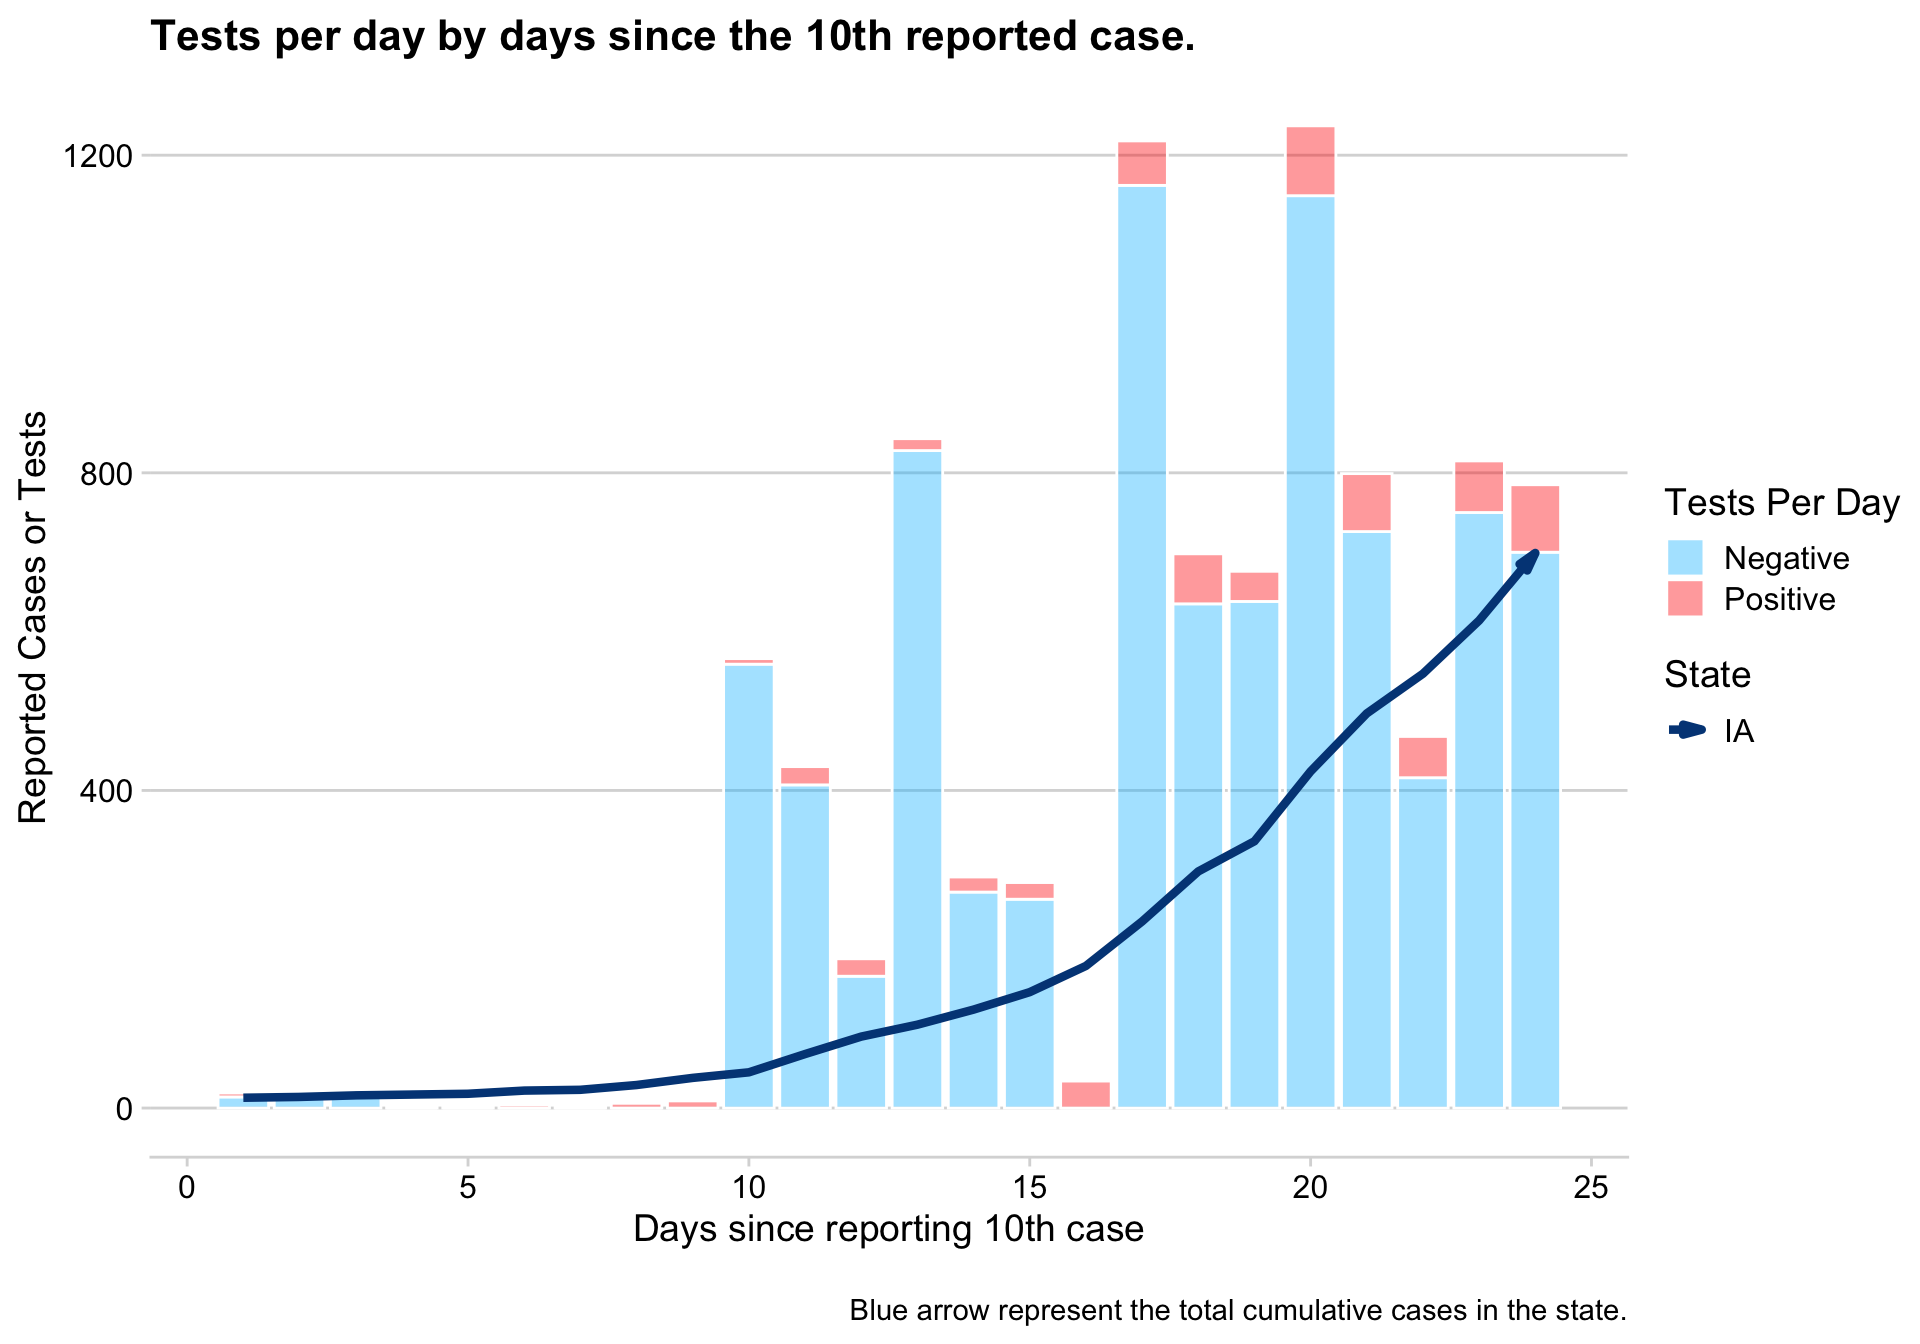 Tests per day by days since the 10th reported case.
1200
800
400
0
Reported Cases or Tests
0 5 10 15 20 25
Days since reporting 10th case
Tests Per Day
Negative
Positive
State
IA
Blue arrow represent the total cumulative cases in the state.